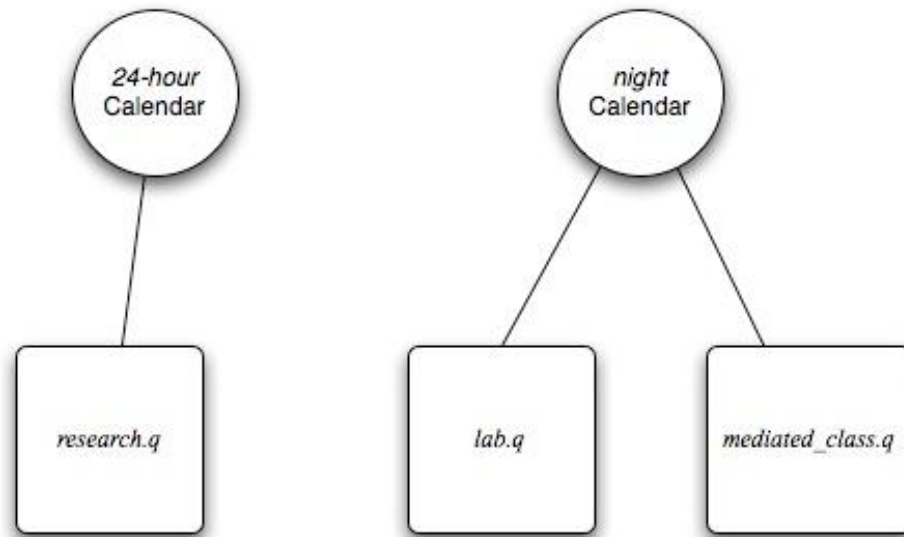 24-hour
Calendar
night
Calendar
research.q
lab.q
mediated_class.q